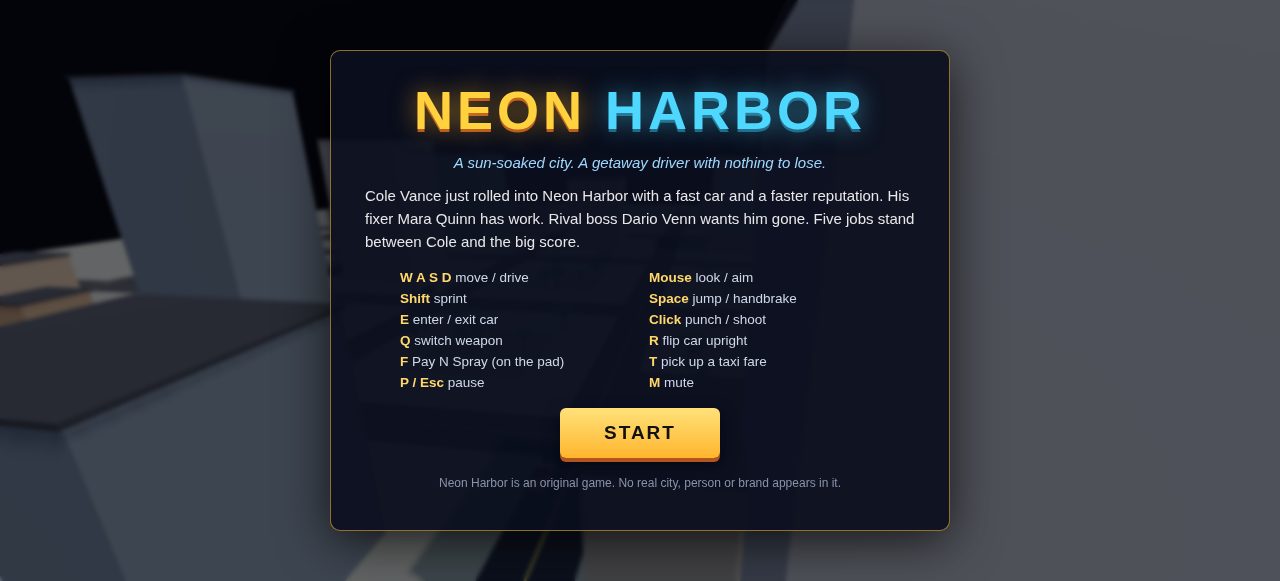 NEON HARBOR
A sun-soaked city. A getaway driver with nothing to lose.
Cole Vance just rolled into Neon Harbor with a fast car and a faster reputation. His
fixer Mara Quinn has work. Rival boss Dario Venn wants him gone. Five jobs stand
between Cole and the big score.
W A S D move / drive
Mouse look / aim
Shift sprint
Space jump / handbrake
E enter / exit car
Click punch / shoot
Q switch weapon
R flip car upright
F Pay N Spray (on the pad)
T pick up a taxi fare
P / Esc pause
M mute
START
Neon Harbor is an original game. No real city, person or brand appears in it.